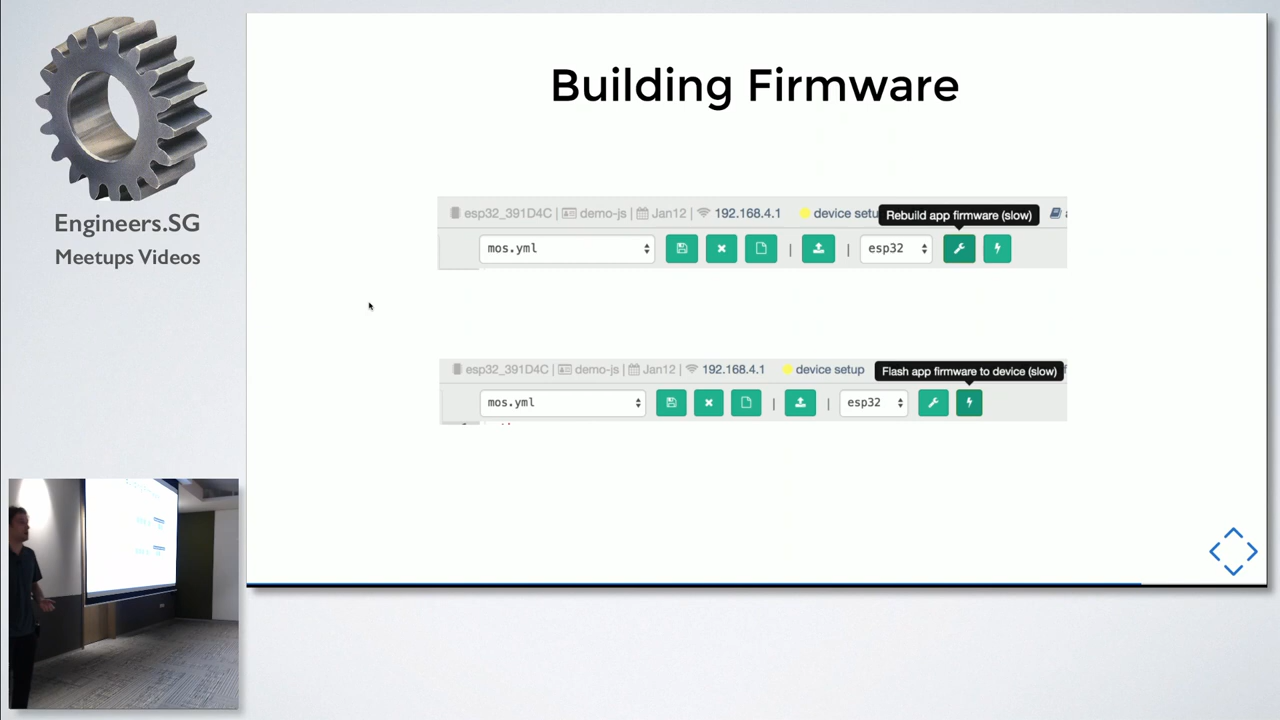 Engineers.SG
Meetups Videos
Building Firmware
esp32_391D4C | demo-js | Jan12 | 192.168.4.1 device setu
Rebuild app firmware (slow)
mos.yml | | esp32
esp32_391D4C | demo-js | Jan12 | 192.168.4.1 device setup
Flash app firmware to device (slow)
mos.yml | | esp32